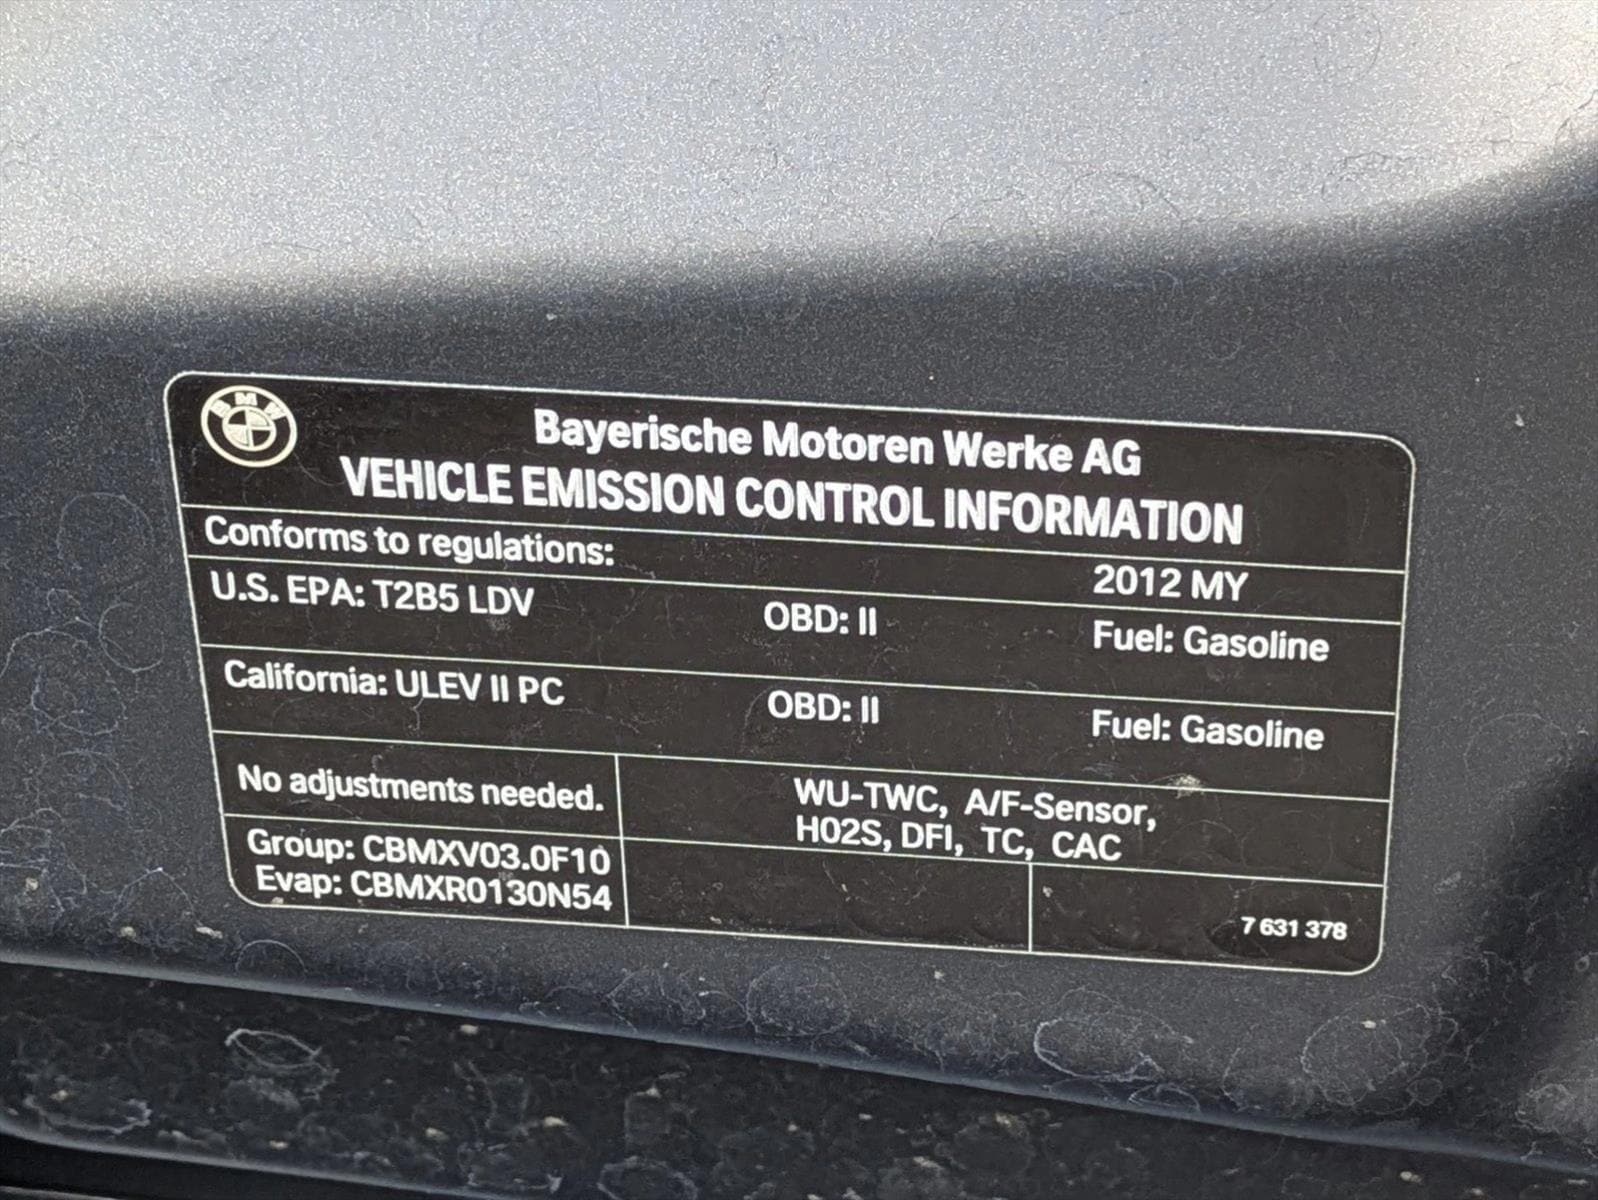 BMW
Bayerische Motoren Werke AG
VEHICLE EMISSION CONTROL INFORMATION
Conforms to regulations: 2012 MY
U.S. EPA: T2B5 LDV OBD: II Fuel: Gasoline
California: ULEV II PC OBD: II Fuel: Gasoline
No adjustments needed.
WU-TWC, A/F-Sensor,
HO2S, DFI, TC, CAC
Group: CBMXV03.0F10
Evap: CBMXR0130N54
7 631 378